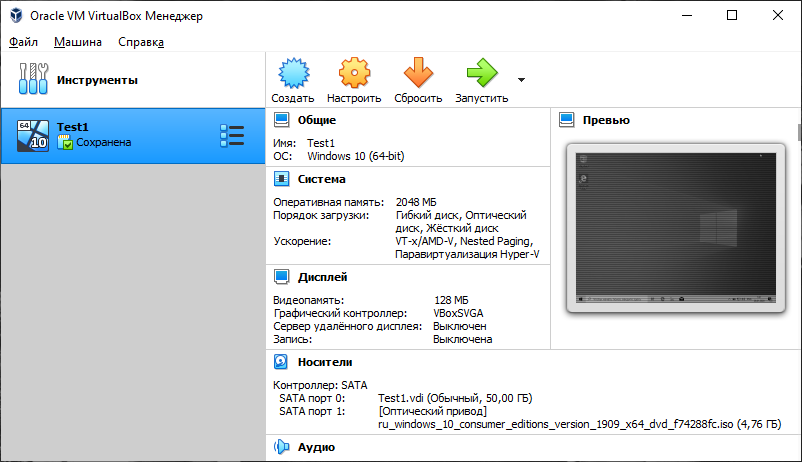 Oracle VM VirtualBox Менеджер
Файл Машина Справка
Инструменты
Создать Настроить Сбросить Запустить
64
10
Test1
Сохранена
Общие
Имя: Test1
ОС: Windows 10 (64-bit)
Превью
Система
Оперативная память: 2048 МБ
Порядок загрузки: Гибкий диск, Оптический
диск, Жёсткий диск
Ускорение: VT-x/AMD-V, Nested Paging,
Паравиртуализация Hyper-V
Дисплей
Видеопамять: 128 МБ
Графический контроллер: VBoxSVGA
Сервер удалённого дисплея: Выключен
Запись: Выключена
Носители
Контроллер: SATA
SATA порт 0: Test1.vdi (Обычный, 50,00 ГБ)
SATA порт 1: [Оптический привод]
ru_windows_10_consumer_editions_version_1909_x64_dvd_f74288fc.iso (4,76 ГБ)
Аудио